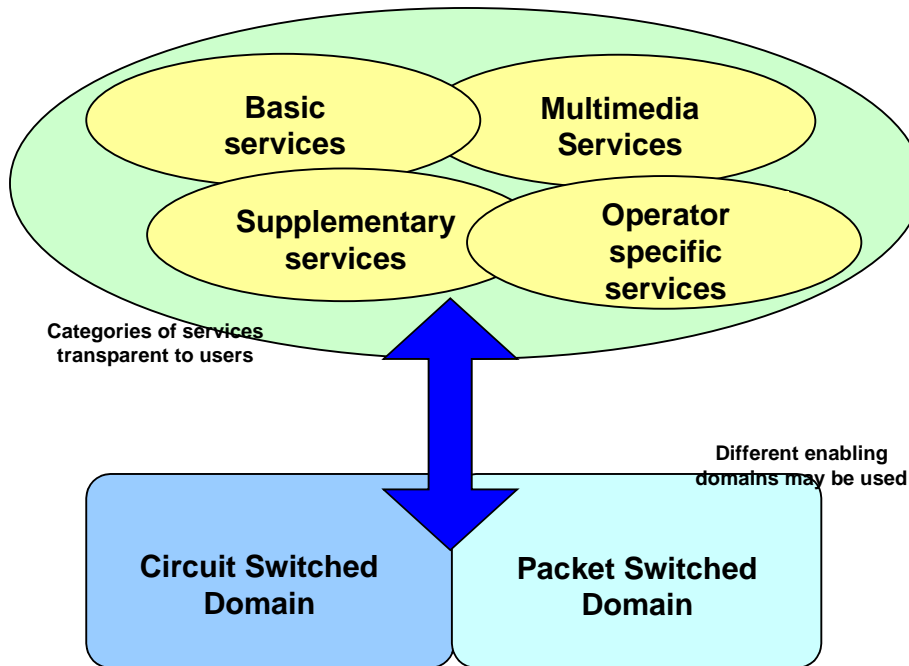 Basic
services
Multimedia
Services
Supplementary
services
Operator
specific
services
Categories of services
transparent to users
Different enabling
domains may be used
Circuit Switched
Domain
Packet Switched
Domain